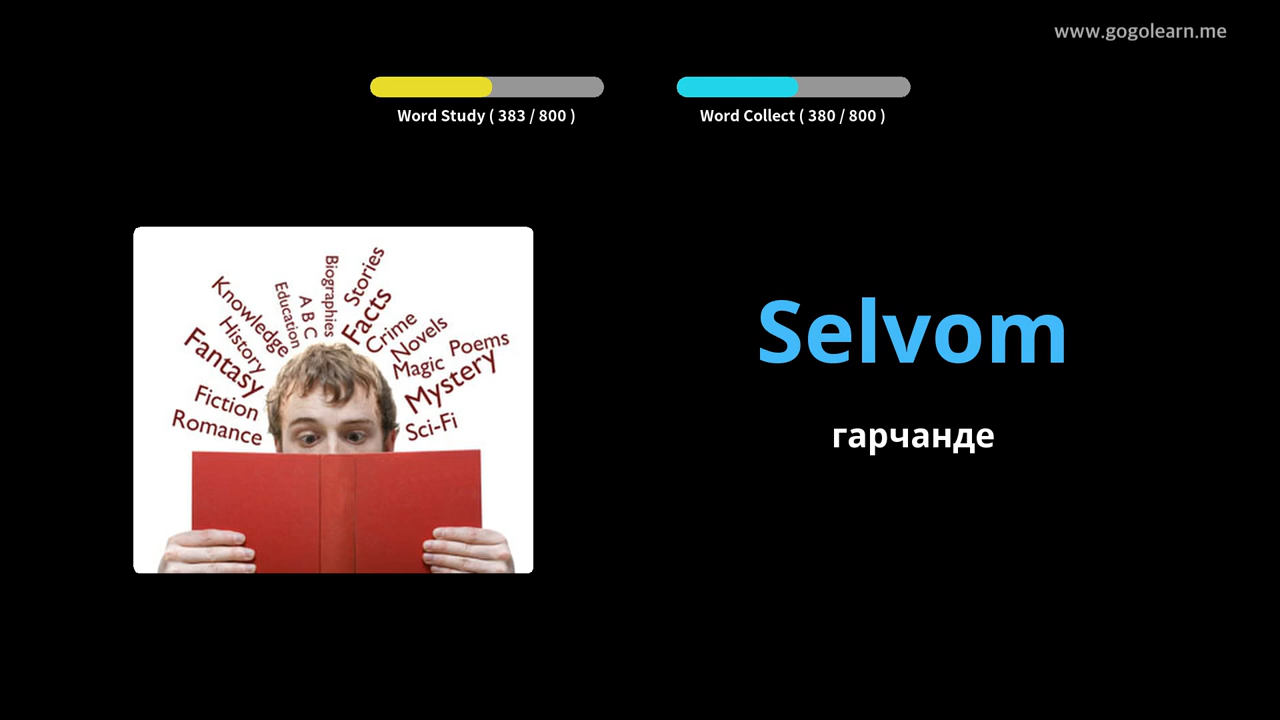 www.gogolearn.me
Word Study ( 383 / 800 )
Word Collect ( 380 / 800 )
Biographies
Stories
Education
A B C
Facts
Knowledge
Crime
History
Novels
Fantasy
Magic
Poems
Mystery
Fiction
Romance
Sci-Fi
Selvom
гарчанде